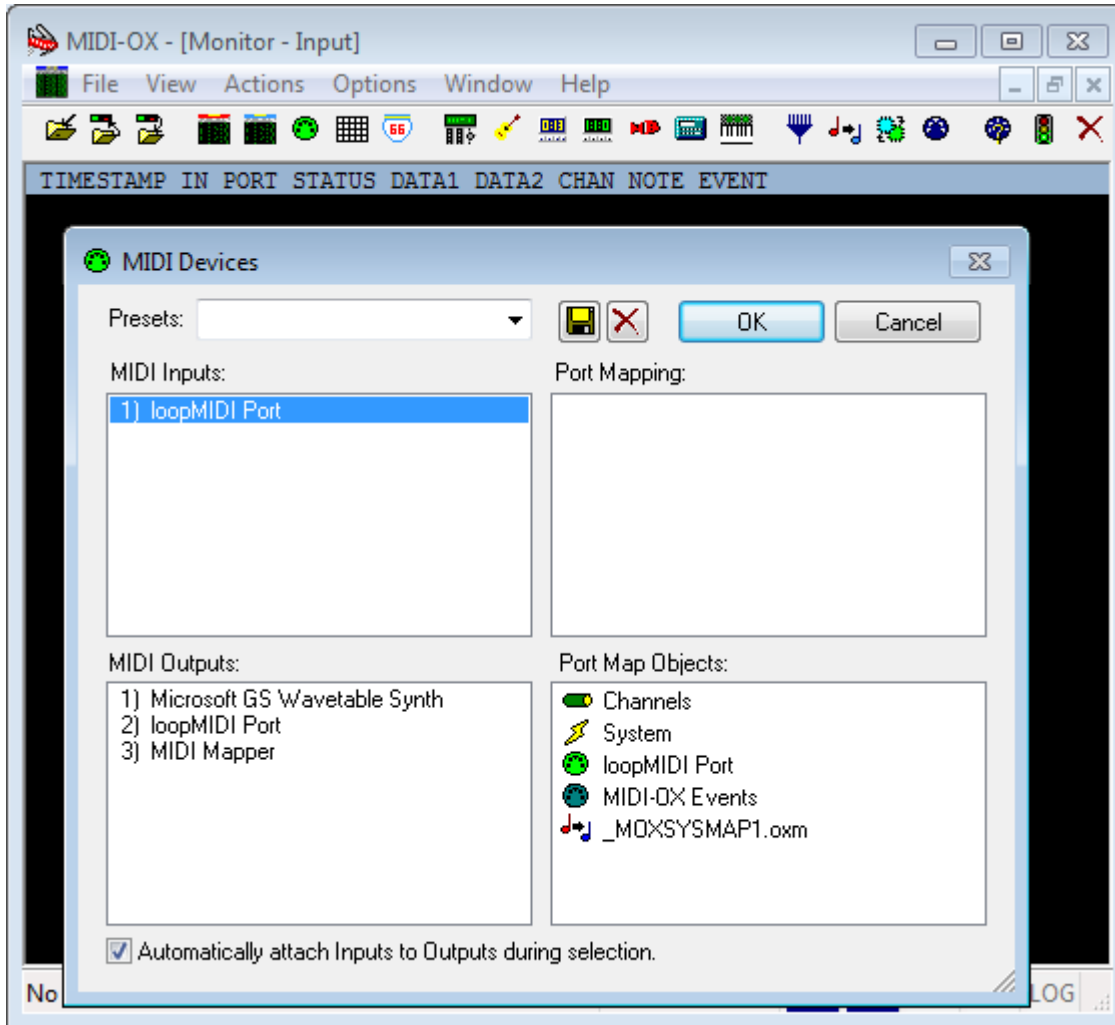 MIDI-OX - [Monitor - Input]
File View Actions Options Window Help
66
TIMESTAMP IN PORT STATUS DATA1 DATA2 CHAN NOTE EVENT
MIDI Devices
Presets:
OK
Cancel
MIDI Inputs:
1) loopMIDI Port
Port Mapping:
MIDI Outputs:
1) Microsoft GS Wavetable Synth
2) loopMIDI Port
3) MIDI Mapper
Port Map Objects:
Channels
System
loopMIDI Port
MIDI-OX Events
_MOXSYSMAP1.oxm
Automatically attach Inputs to Outputs during selection.
No
LOG